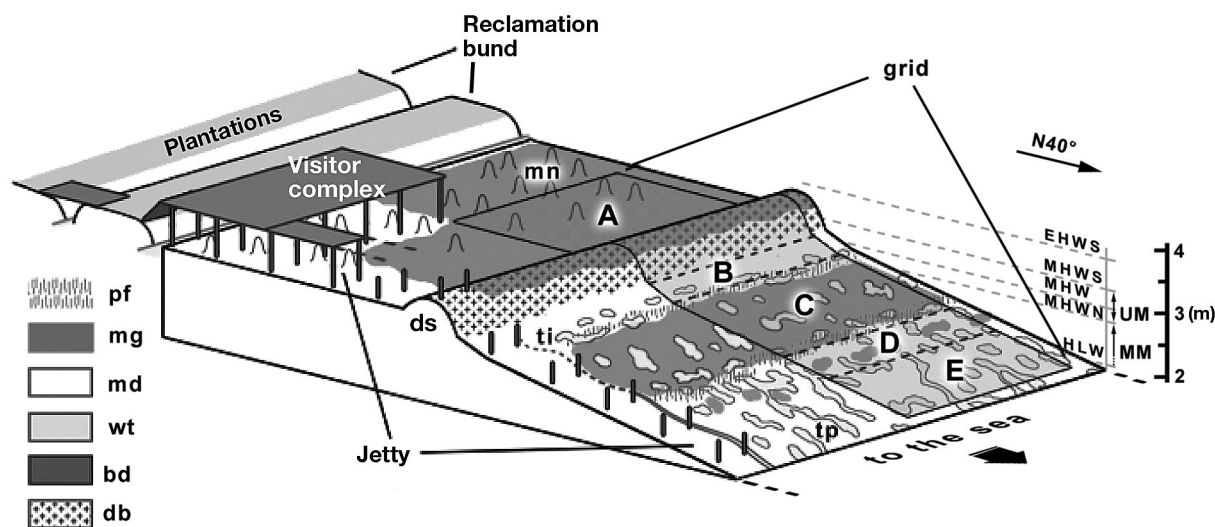 Reclamation
bund
grid
Plantations
N40°
Visitor
complex
mn
A
EHWS
MHWS
MHW
MHWN
HLW
4
3 (m)
2
UM
MM
B
C
D
E
pf
mg
md
wt
bd
db
ds
ti
tp
Jetty
to the sea